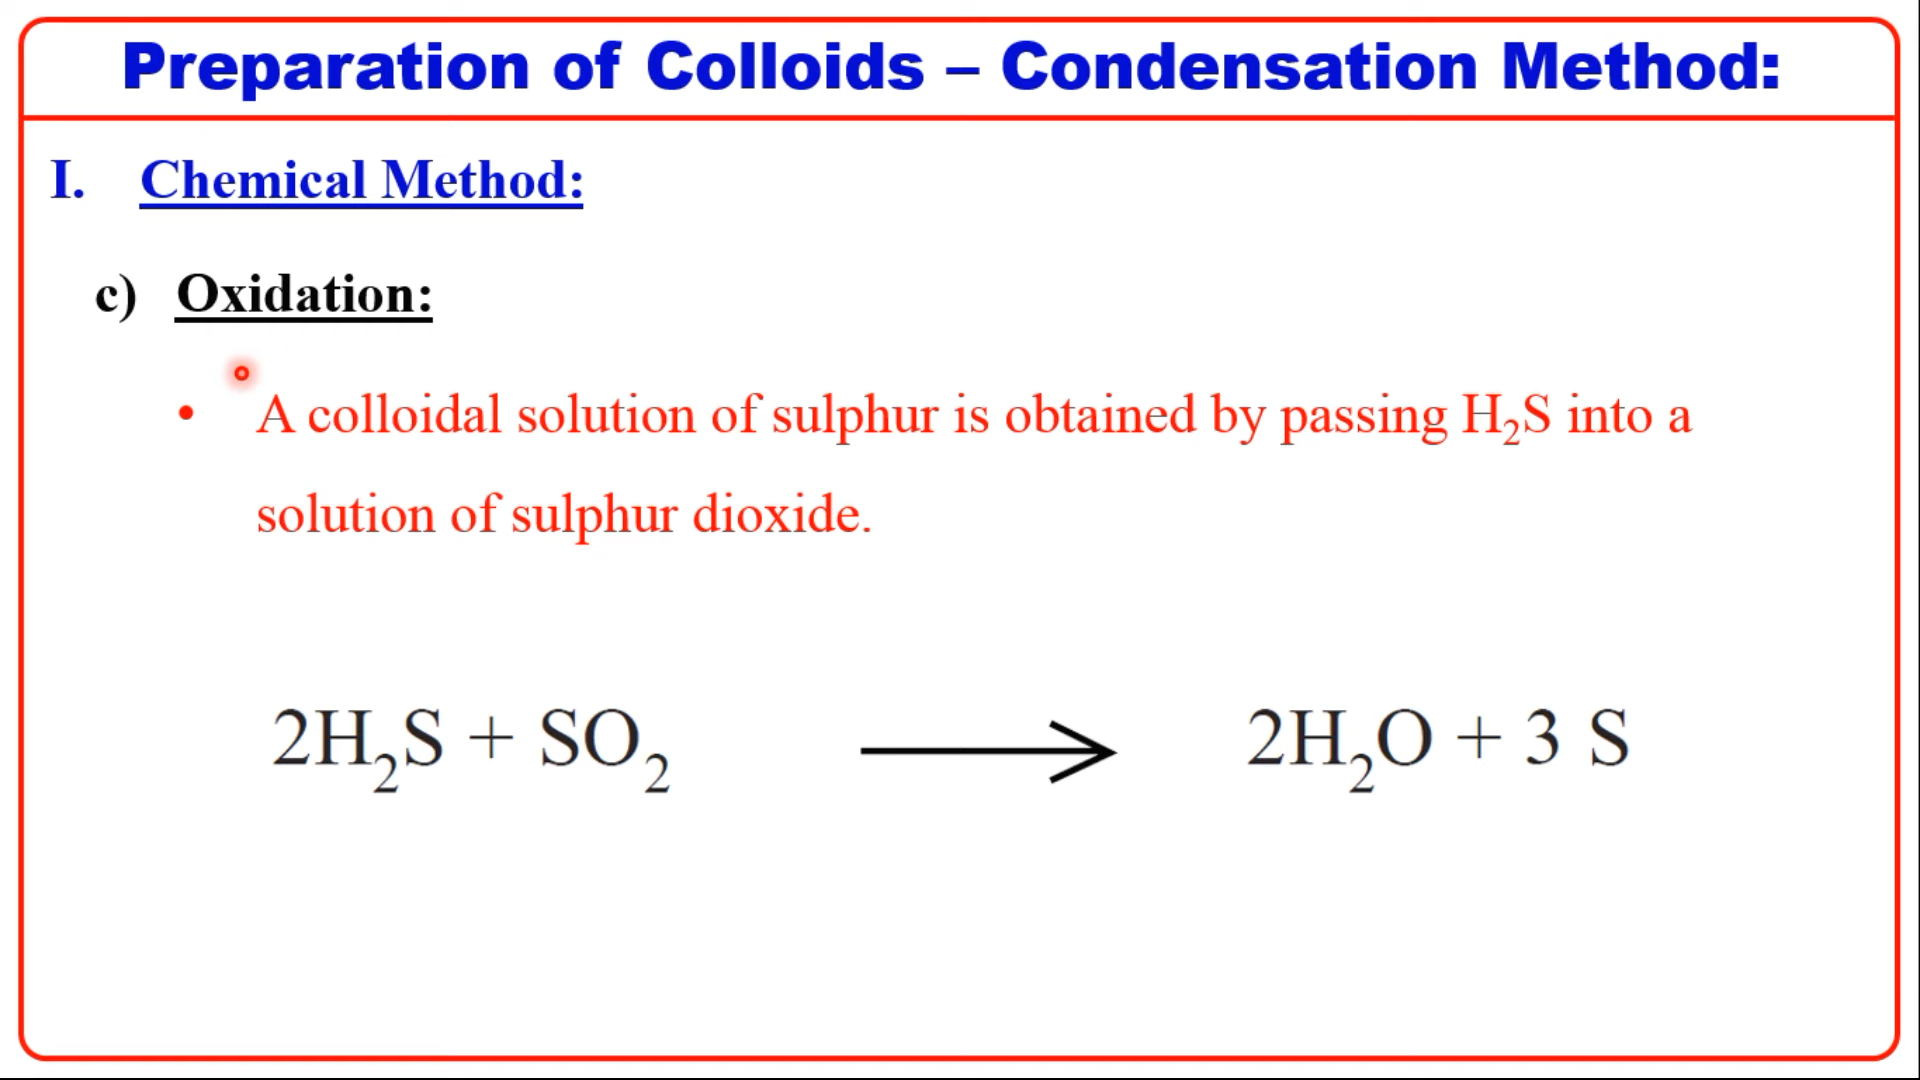 Preparation of Colloids – Condensation Method:
I. Chemical Method:
c) Oxidation:
• A colloidal solution of sulphur is obtained by passing H₂S into a
solution of sulphur dioxide.
2H₂S + SO₂ ⟶ 2H₂O + 3 S